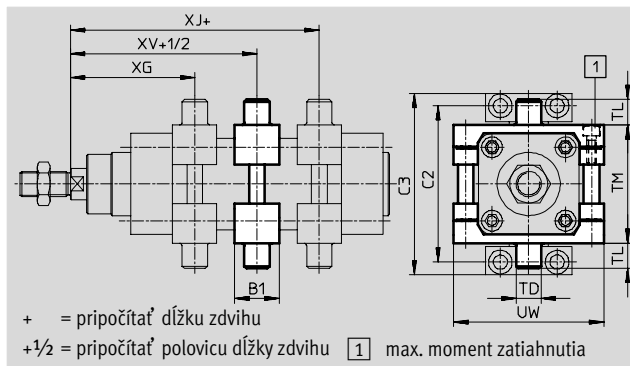 XJ+
XV+1/2
XG
1
TL
C3
C2
TM
TL
B1
TD
UW
+ = pripočítať dĺžku zdvihu
+½ = pripočítať polovicu dĺžky zdvihu
1 max. moment zatiahnutia